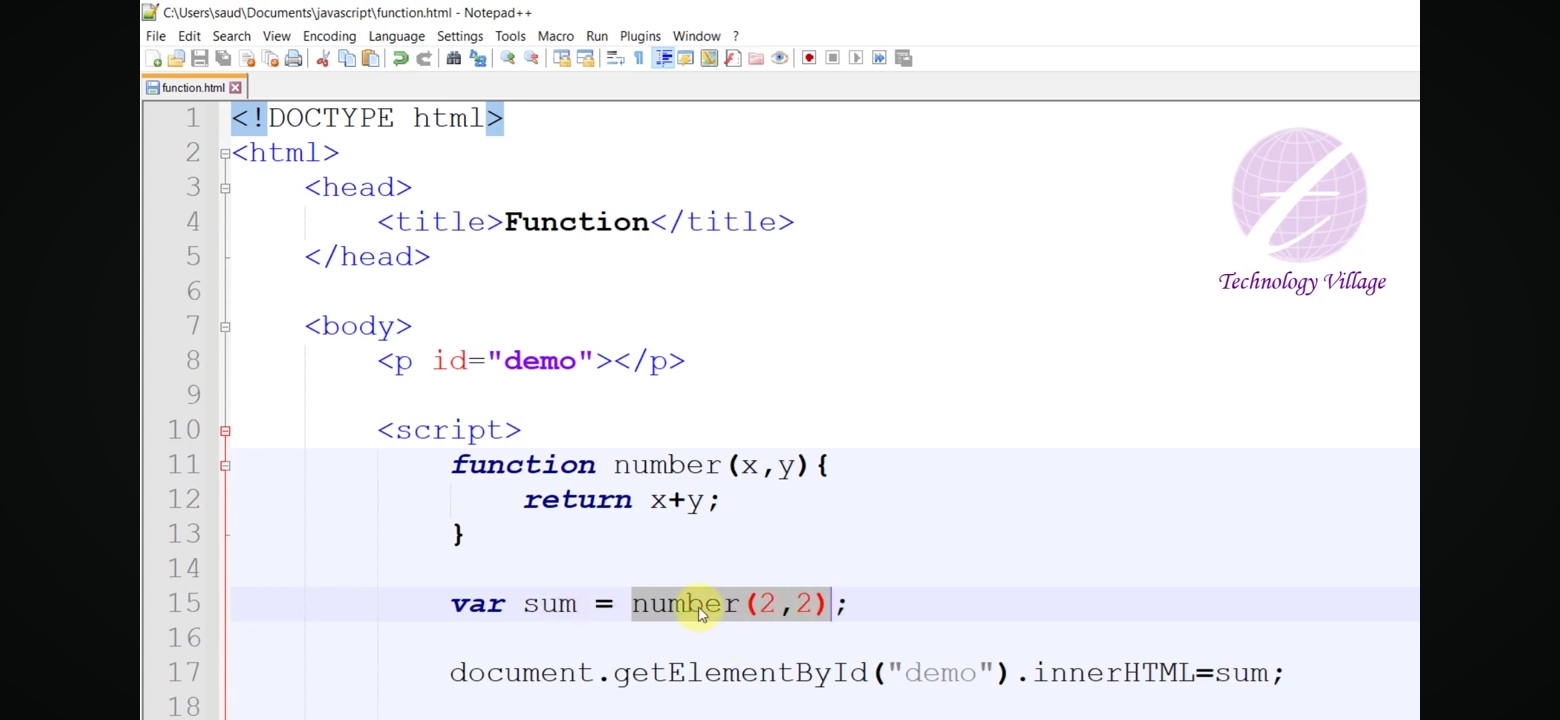 C:\Users\saud\Documents\javascript\function.html - Notepad++
File Edit Search View Encoding Language Settings Tools Macro Run Plugins Window ?
function.html
1 <!DOCTYPE html>
2 <html>
3 <head>
4 <title>Function</title>
5 </head>
6
7 <body>
8 <p id="demo"></p>
9
10 <script>
11 function number(x,y){
12 return x+y;
13 }
14
15 var sum = number(2,2);
16
17 document.getElementById("demo").innerHTML=sum;
18
Technology Village